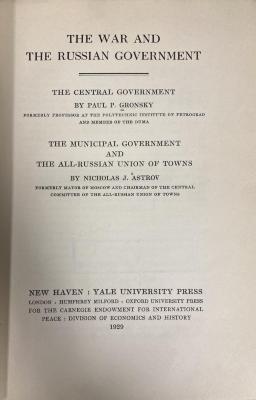 THE WAR AND
THE RUSSIAN GOVERNMENT
THE CENTRAL GOVERNMENT
BY PAUL P. GRONSKY
FORMERLY PROFESSOR AT THE POLYTECHNIC INSTITUTE OF PETROGRAD
AND MEMBER OF THE DUMA
THE MUNICIPAL GOVERNMENT
AND
THE ALL-RUSSIAN UNION OF TOWNS
BY NICHOLAS J. ASTROV
FORMERLY MAYOR OF MOSCOW AND CHAIRMAN OF THE CENTRAL
COMMITTEE OF THE ALL-RUSSIAN UNION OF TOWNS
NEW HAVEN : YALE UNIVERSITY PRESS
LONDON : HUMPHREY MILFORD : OXFORD UNIVERSITY PRESS
FOR THE CARNEGIE ENDOWMENT FOR INTERNATIONAL
PEACE : DIVISION OF ECONOMICS AND HISTORY
1929